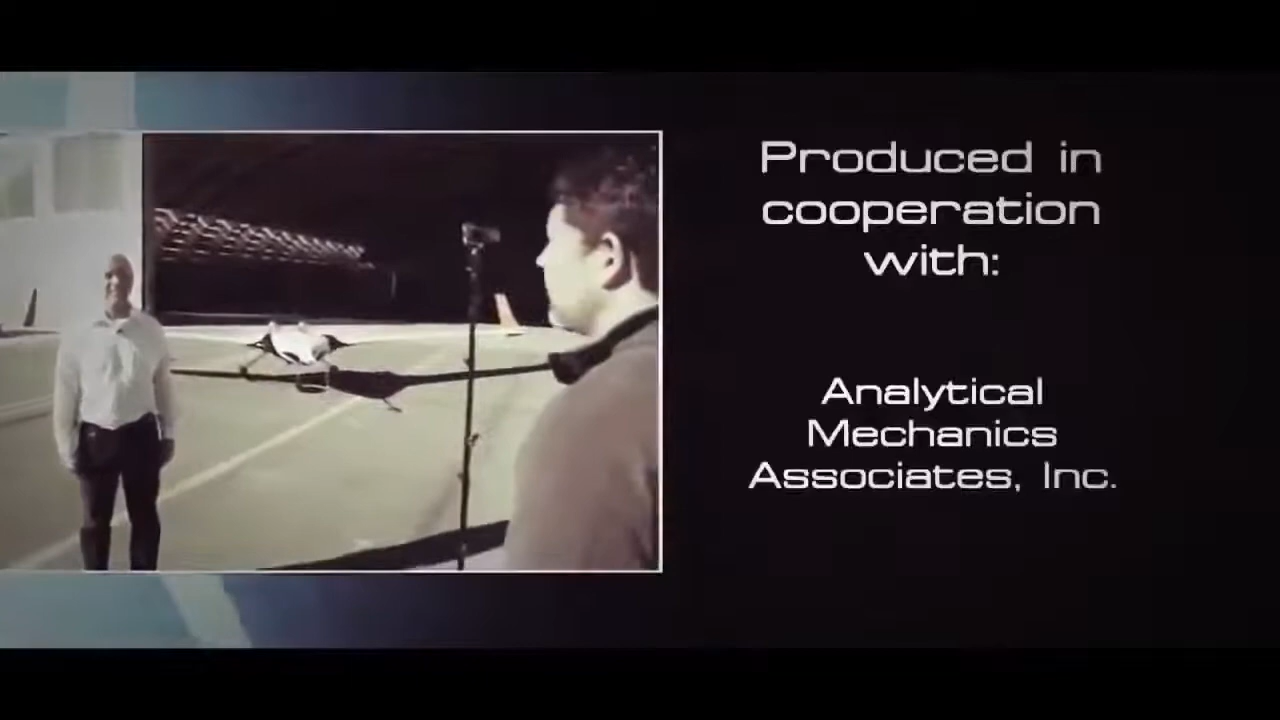 Produced in
cooperation
with:
Analytical
Mechanics
Associates, Inc.